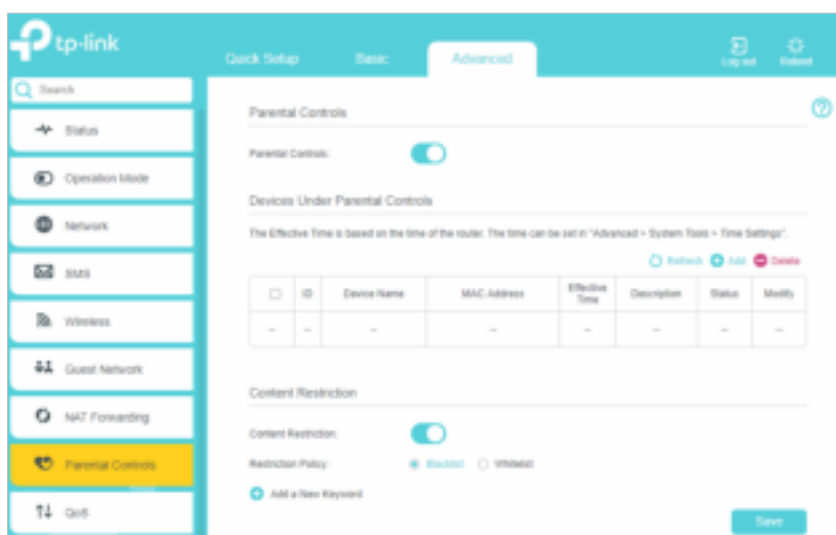 tp-link
Quick Setup Basic Advanced Log out Reboot
Search
Status
Operation Mode
Network
SMS
Wireless
Guest Network
NAT Forwarding
Parental Controls
QoS
Parental Controls
Parental Controls:
Devices Under Parental Controls
The Effective Time is based on the time of the router. The time can be set in "Advanced > System Tools > Time Settings".
Refresh Add Delete
ID Device Name MAC Address Effective Time Description Status Modify
-- -- -- -- -- -- -- --
Content Restriction
Content Restriction:
Restriction Policy: Blacklist Whitelist
Add a New Keyword
Save